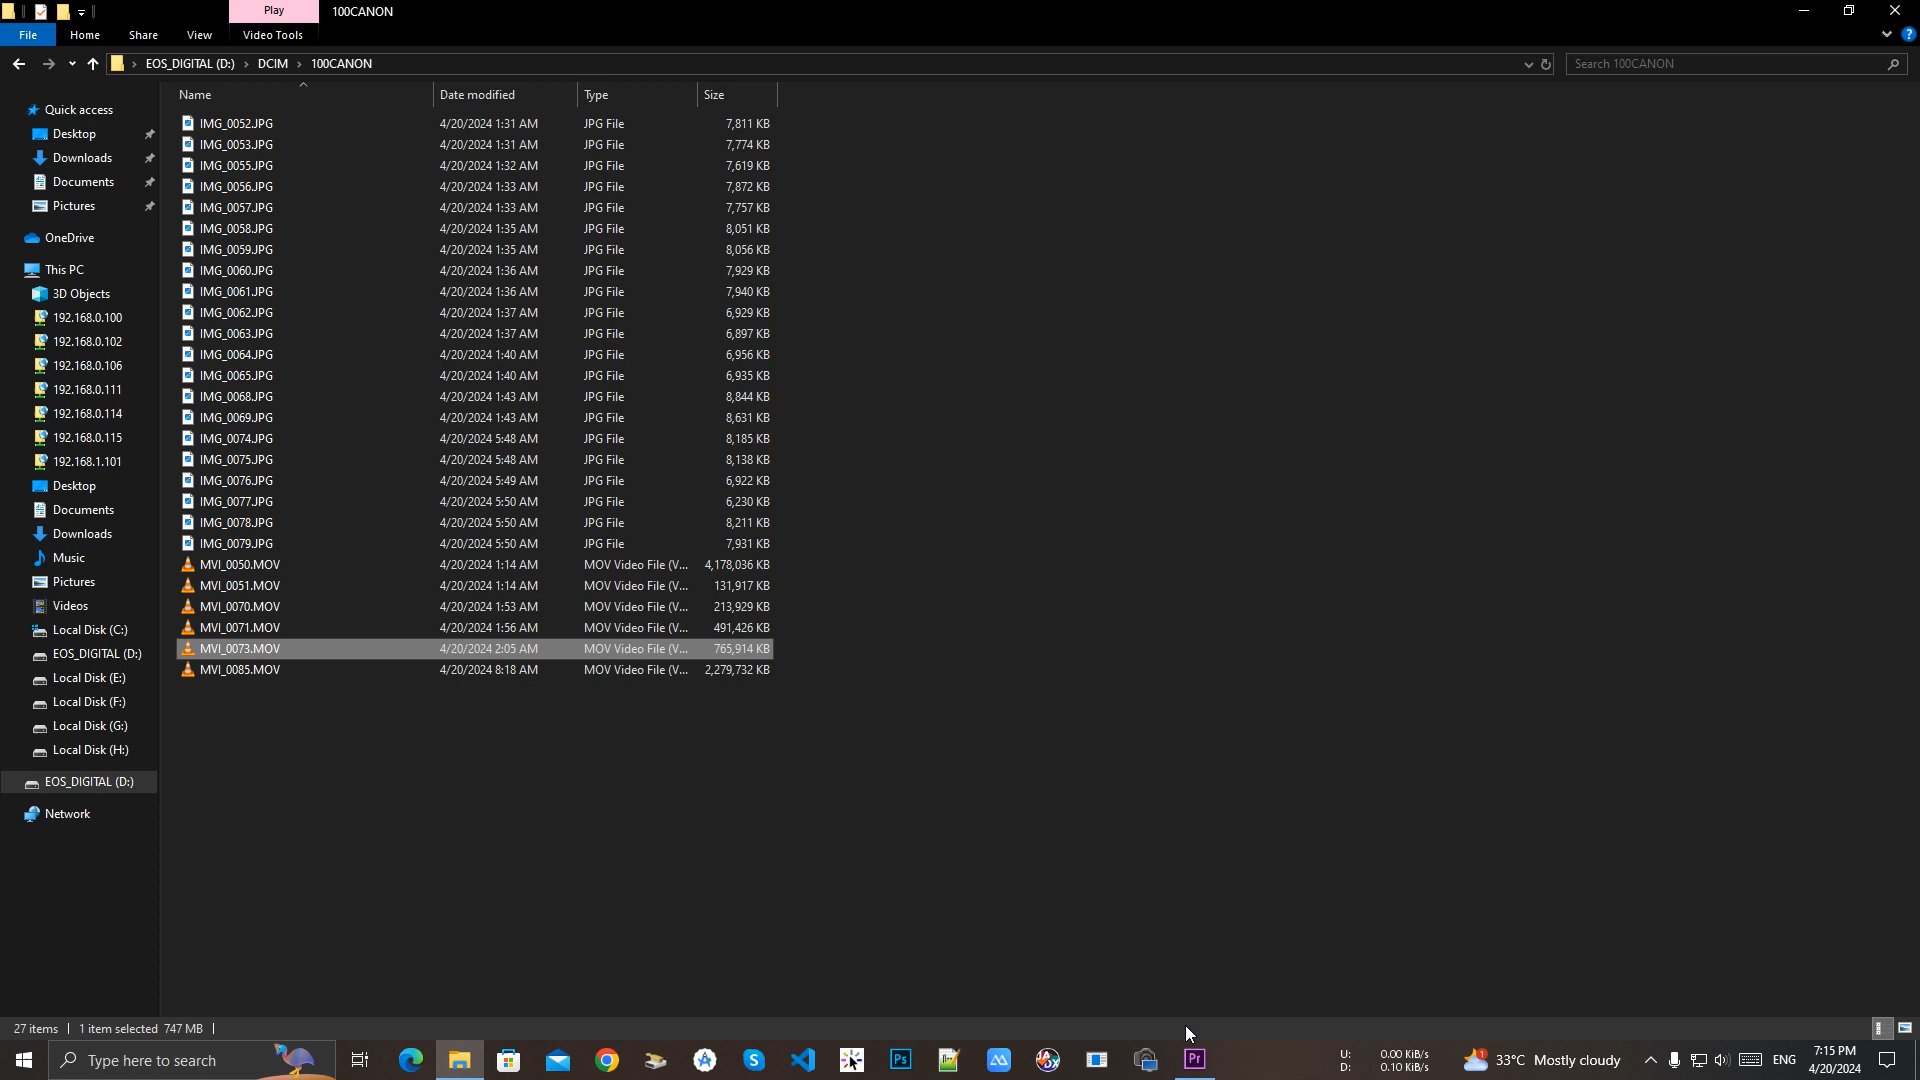 Play 100CANON
File Home Share View Video Tools
EOS_DIGITAL (D:) DCIM 100CANON Search 100CANON
Name Date modified Type Size
Quick access
Desktop
Downloads
Documents
Pictures
OneDrive
This PC
3D Objects
192.168.0.100
192.168.0.102
192.168.0.106
192.168.0.111
192.168.0.114
192.168.0.115
192.168.1.101
Desktop
Documents
Downloads
Music
Pictures
Videos
Local Disk (C:)
EOS_DIGITAL (D:)
Local Disk (E:)
Local Disk (F:)
Local Disk (G:)
Local Disk (H:)
EOS_DIGITAL (D:)
Network
IMG_0052.JPG 4/20/2024 1:31 AM JPG File 7,811 KB
IMG_0053.JPG 4/20/2024 1:31 AM JPG File 7,774 KB
IMG_0055.JPG 4/20/2024 1:32 AM JPG File 7,619 KB
IMG_0056.JPG 4/20/2024 1:33 AM JPG File 7,872 KB
IMG_0057.JPG 4/20/2024 1:33 AM JPG File 7,757 KB
IMG_0058.JPG 4/20/2024 1:35 AM JPG File 8,051 KB
IMG_0059.JPG 4/20/2024 1:35 AM JPG File 8,056 KB
IMG_0060.JPG 4/20/2024 1:36 AM JPG File 7,929 KB
IMG_0061.JPG 4/20/2024 1:36 AM JPG File 7,940 KB
IMG_0062.JPG 4/20/2024 1:37 AM JPG File 6,929 KB
IMG_0063.JPG 4/20/2024 1:37 AM JPG File 6,897 KB
IMG_0064.JPG 4/20/2024 1:40 AM JPG File 6,956 KB
IMG_0065.JPG 4/20/2024 1:40 AM JPG File 6,935 KB
IMG_0068.JPG 4/20/2024 1:43 AM JPG File 8,844 KB
IMG_0069.JPG 4/20/2024 1:43 AM JPG File 8,631 KB
IMG_0074.JPG 4/20/2024 5:48 AM JPG File 8,185 KB
IMG_0075.JPG 4/20/2024 5:48 AM JPG File 8,138 KB
IMG_0076.JPG 4/20/2024 5:49 AM JPG File 6,922 KB
IMG_0077.JPG 4/20/2024 5:50 AM JPG File 6,230 KB
IMG_0078.JPG 4/20/2024 5:50 AM JPG File 8,211 KB
IMG_0079.JPG 4/20/2024 5:50 AM JPG File 7,931 KB
MVI_0050.MOV 4/20/2024 1:14 AM MOV Video File (V... 4,178,036 KB
MVI_0051.MOV 4/20/2024 1:14 AM MOV Video File (V... 131,917 KB
MVI_0070.MOV 4/20/2024 1:53 AM MOV Video File (V... 213,929 KB
MVI_0071.MOV 4/20/2024 1:56 AM MOV Video File (V... 491,426 KB
MVI_0073.MOV 4/20/2024 2:05 AM MOV Video File (V... 765,914 KB
MVI_0085.MOV 4/20/2024 8:18 AM MOV Video File (V... 2,279,732 KB
27 items 1 item selected 747 MB
Type here to search Ps Pr
U: 0.00 KiB/s
D: 0.10 KiB/s
1 33°C Mostly cloudy ENG
7:15 PM
4/20/2024